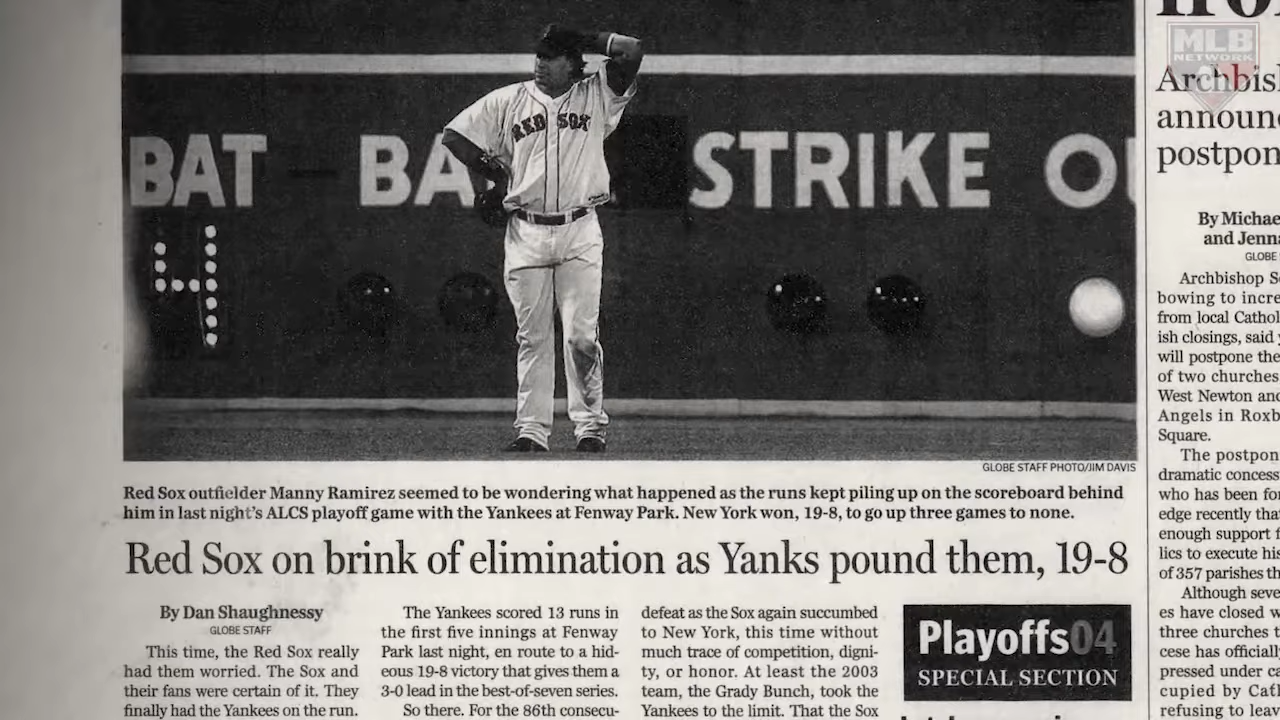 MLB
NETWORK
BAT BA STRIKE
4
RED SOX
GLOBE STAFF PHOTO/JIM DAVIS
Red Sox outfielder Manny Ramirez seemed to be wondering what happened as the runs kept piling up on the scoreboard behind
him in last night's ALCS playoff game with the Yankees at Fenway Park. New York won, 19-8, to go up three games to none.
Red Sox on brink of elimination as Yanks pound them, 19-8
By Dan Shaughnessy
GLOBE STAFF
This time, the Red Sox really
had them worried. The Sox and
their fans were certain of it. They
finally had the Yankees on the run.
The Yankees scored 13 runs in
the first five innings at Fenway
Park last night, en route to a hid-
eous 19-8 victory that gives them a
3-0 lead in the best-of-seven series.
So there. For the 86th consecu-
defeat as the Sox again succumbed
to New York, this time without
much trace of competition, digni-
ty, or honor. At least the 2003
team, the Grady Bunch, took the
Yankees to the limit. That the Sox
Playoffs04
SPECIAL SECTION
Archbis
announ
postpon
By Michae
and Jenn
GLOBE
Archbishop S
bowing to incre
from local Cathol
ish closings, said
will postpone the
of two churches,
West Newton and
Angels in Roxb
Square.
The postpon
dramatic concess
who has been fo
edge recently tha
enough support f
lics to execute his
of 357 parishes th
Although seve
es have closed w
three churches t
cese has officially
pressed under ca
cupied by Cath
refusing to leav